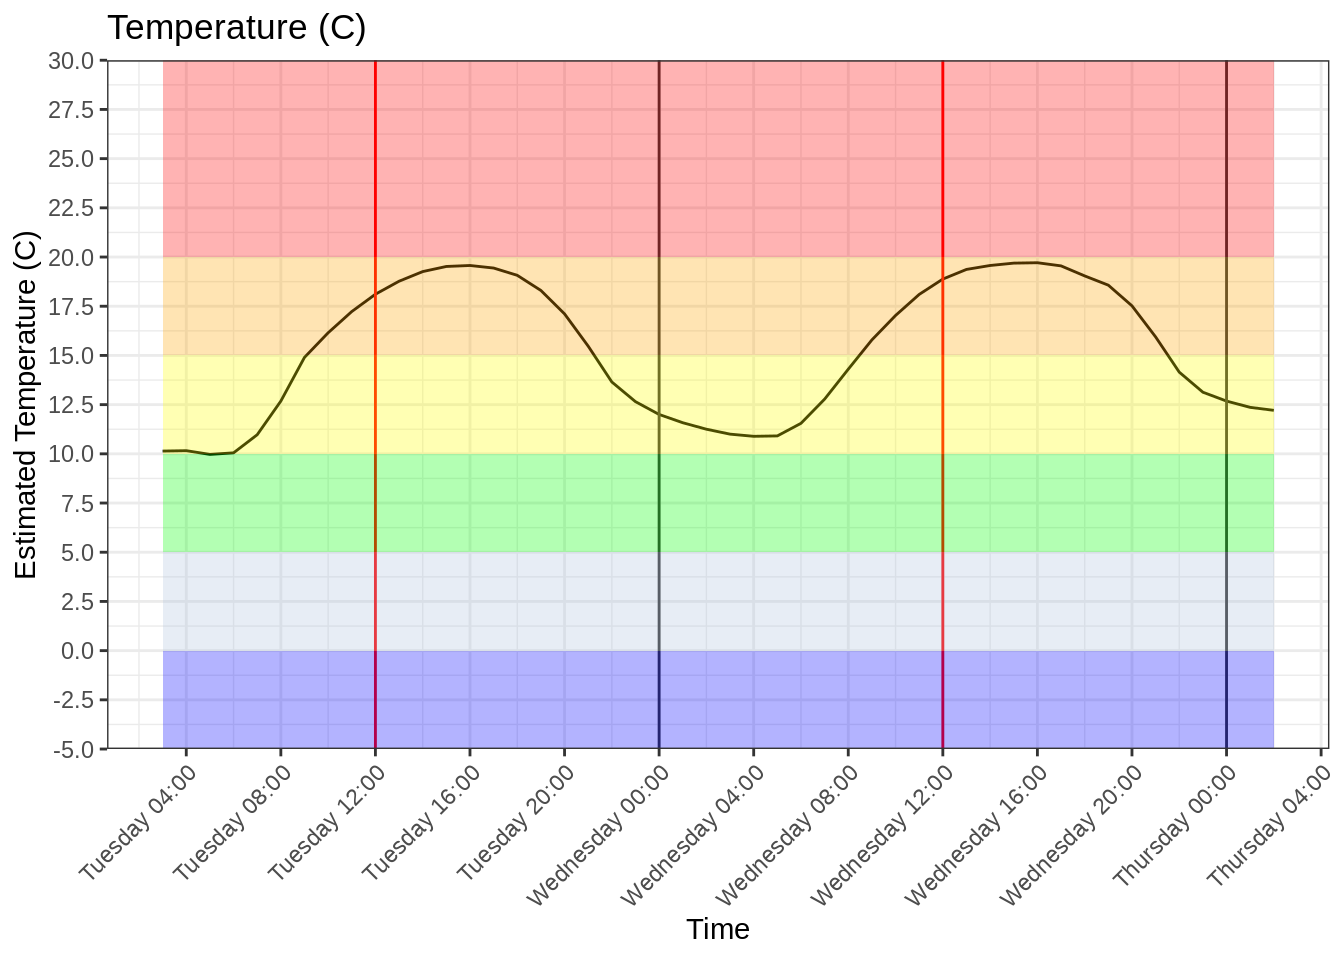 Temperature (C)
Estimated Temperature (C)
30.0
27.5
25.0
22.5
20.0
17.5
15.0
12.5
10.0
7.5
5.0
2.5
0.0
-2.5
-5.0
Tuesday 04:00
Tuesday 08:00
Tuesday 12:00
Tuesday 16:00
Tuesday 20:00
Wednesday 00:00
Wednesday 04:00
Wednesday 08:00
Wednesday 12:00
Wednesday 16:00
Wednesday 20:00
Thursday 00:00
Thursday 04:00
Time